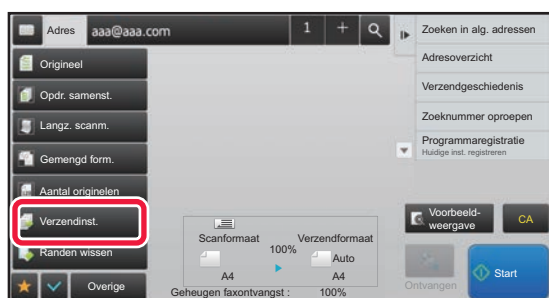 Adres aaa@aaa.com 1 +
Origineel
Opdr. samenst.
Langz. scanm.
Gemengd form.
Aantal originelen
Verzendinst.
Randen wissen
Overige
Scanformaat 100% Verzendformaat
Auto
A4 A4
Geheugen faxontvangst : 100%
Zoeken in alg. adressen
Adresoverzicht
Verzendgeschiedenis
Zoeknummer oproepen
Programmaregistratie
Huidige inst. registreren
Voorbeeld-
weergave
CA
Ontvangen
Start